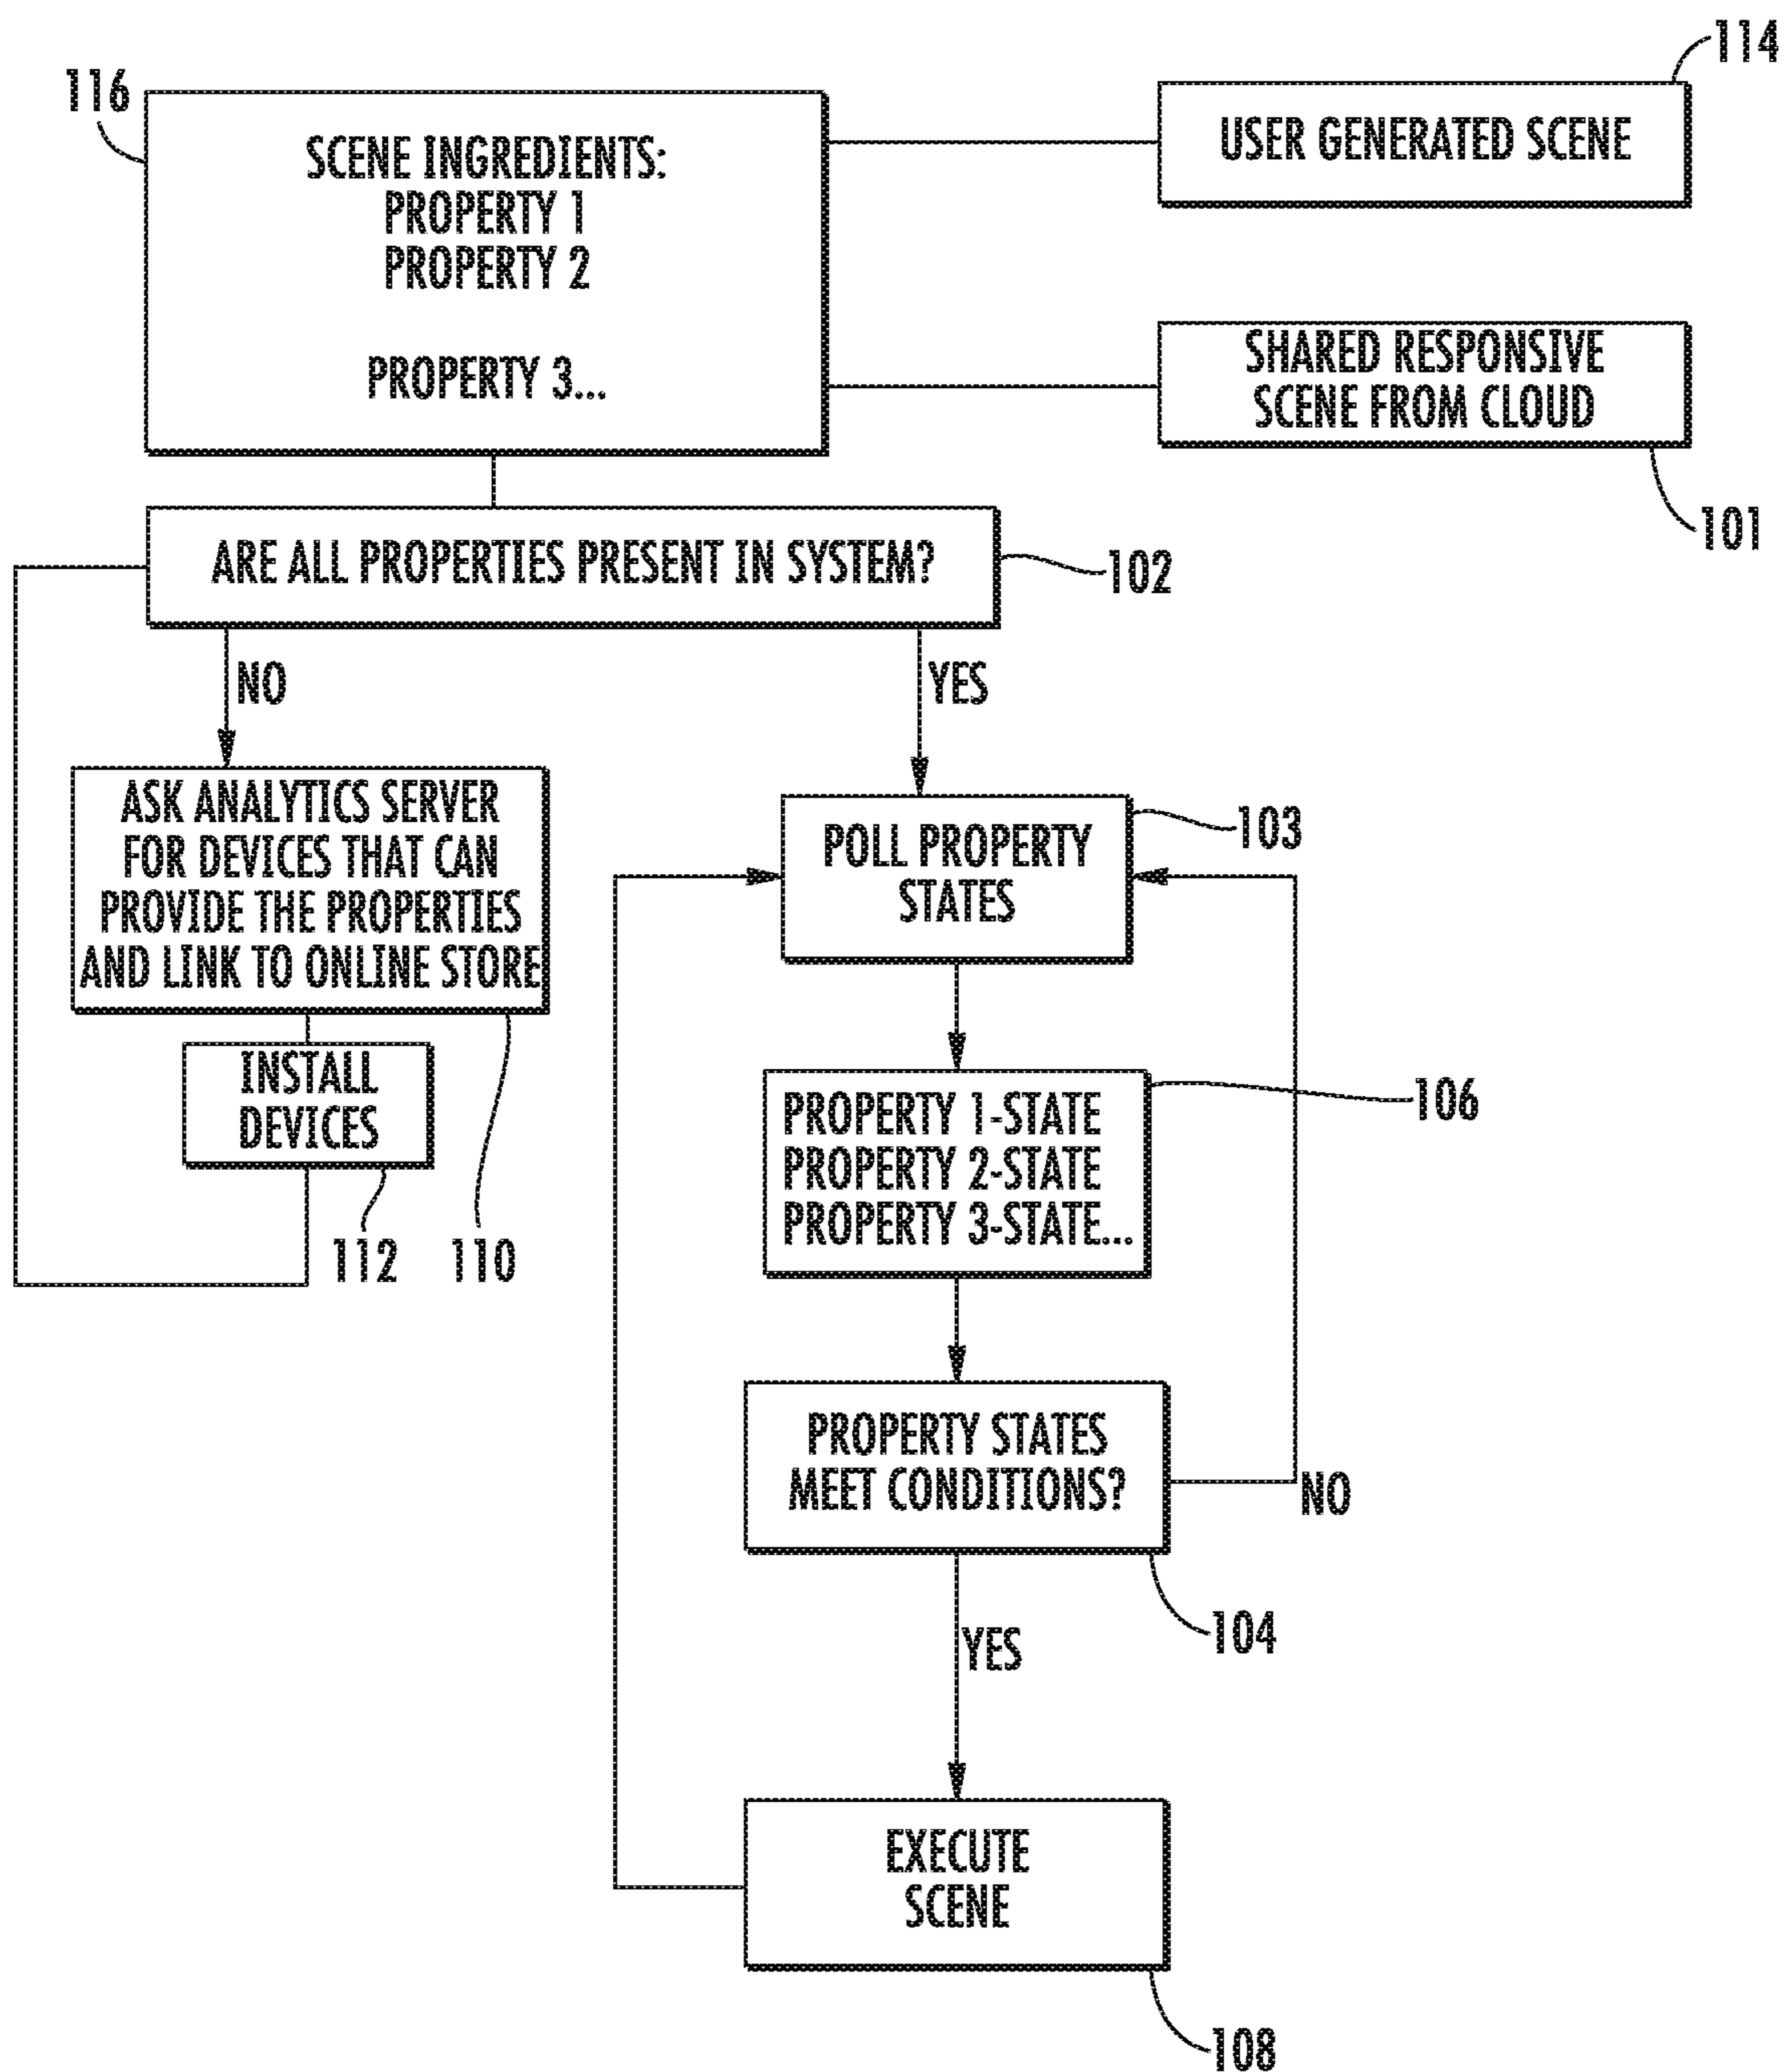 114
116
SCENE INGREDIENTS:
PROPERTY 1
PROPERTY 2
PROPERTY 3...
USER GENERATED SCENE
SHARED RESPONSIVE
SCENE FROM CLOUD
101
ARE ALL PROPERTIES PRESENT IN SYSTEM?
102
NO
YES
ASK ANALYTICS SERVER
FOR DEVICES THAT CAN
PROVIDE THE PROPERTIES
AND LINK TO ONLINE STORE
POLL PROPERTY
STATES
103
INSTALL
DEVICES
112
110
PROPERTY 1-STATE
PROPERTY 2-STATE
PROPERTY 3-STATE...
106
PROPERTY STATES
MEET CONDITIONS?
NO
104
YES
EXECUTE
SCENE
108